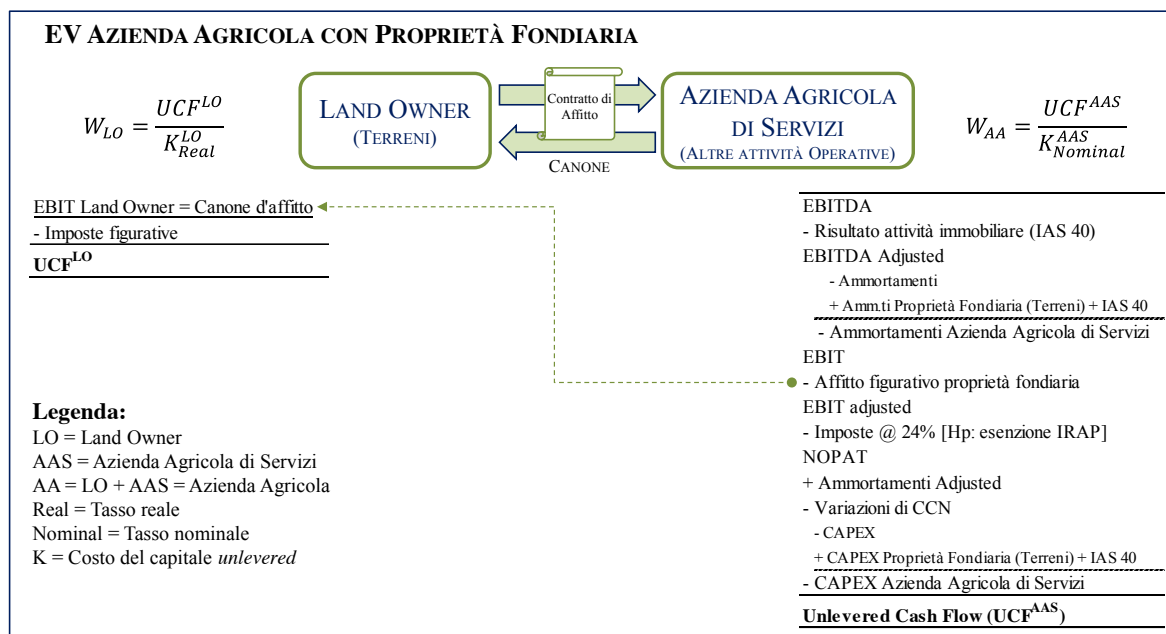 EV AZIENDA AGRICOLA CON PROPRIETÀ FONDIARIA
W_LO = UCF^LO / K_Real^LO
LAND OWNER
(TERRENI)
Contratto di
Affitto
CANONE
AZIENDA AGRICOLA
DI SERVIZI
(ALTRE ATTIVITÀ OPERATIVE)
W_AA = UCF^AAS / K_Nominal^AAS
EBIT Land Owner = Canone d'affitto
- Imposte figurative
UCF^LO
Legenda:
LO = Land Owner
AAS = Azienda Agricola di Servizi
AA = LO + AAS = Azienda Agricola
Real = Tasso reale
Nominal = Tasso nominale
K = Costo del capitale unlevered
EBITDA
- Risultato attività immobiliare (IAS 40)
EBITDA Adjusted
- Ammortamenti
+ Amm.ti Proprietà Fondiaria (Terreni) + IAS 40
- Ammortamenti Azienda Agricola di Servizi
EBIT
- Affitto figurativo proprietà fondiaria
EBIT adjusted
- Imposte @ 24% [Hp: esenzione IRAP]
NOPAT
+ Ammortamenti Adjusted
- Variazioni di CCN
- CAPEX
+ CAPEX Proprietà Fondiaria (Terreni) + IAS 40
- CAPEX Azienda Agricola di Servizi
Unlevered Cash Flow (UCF^AAS)